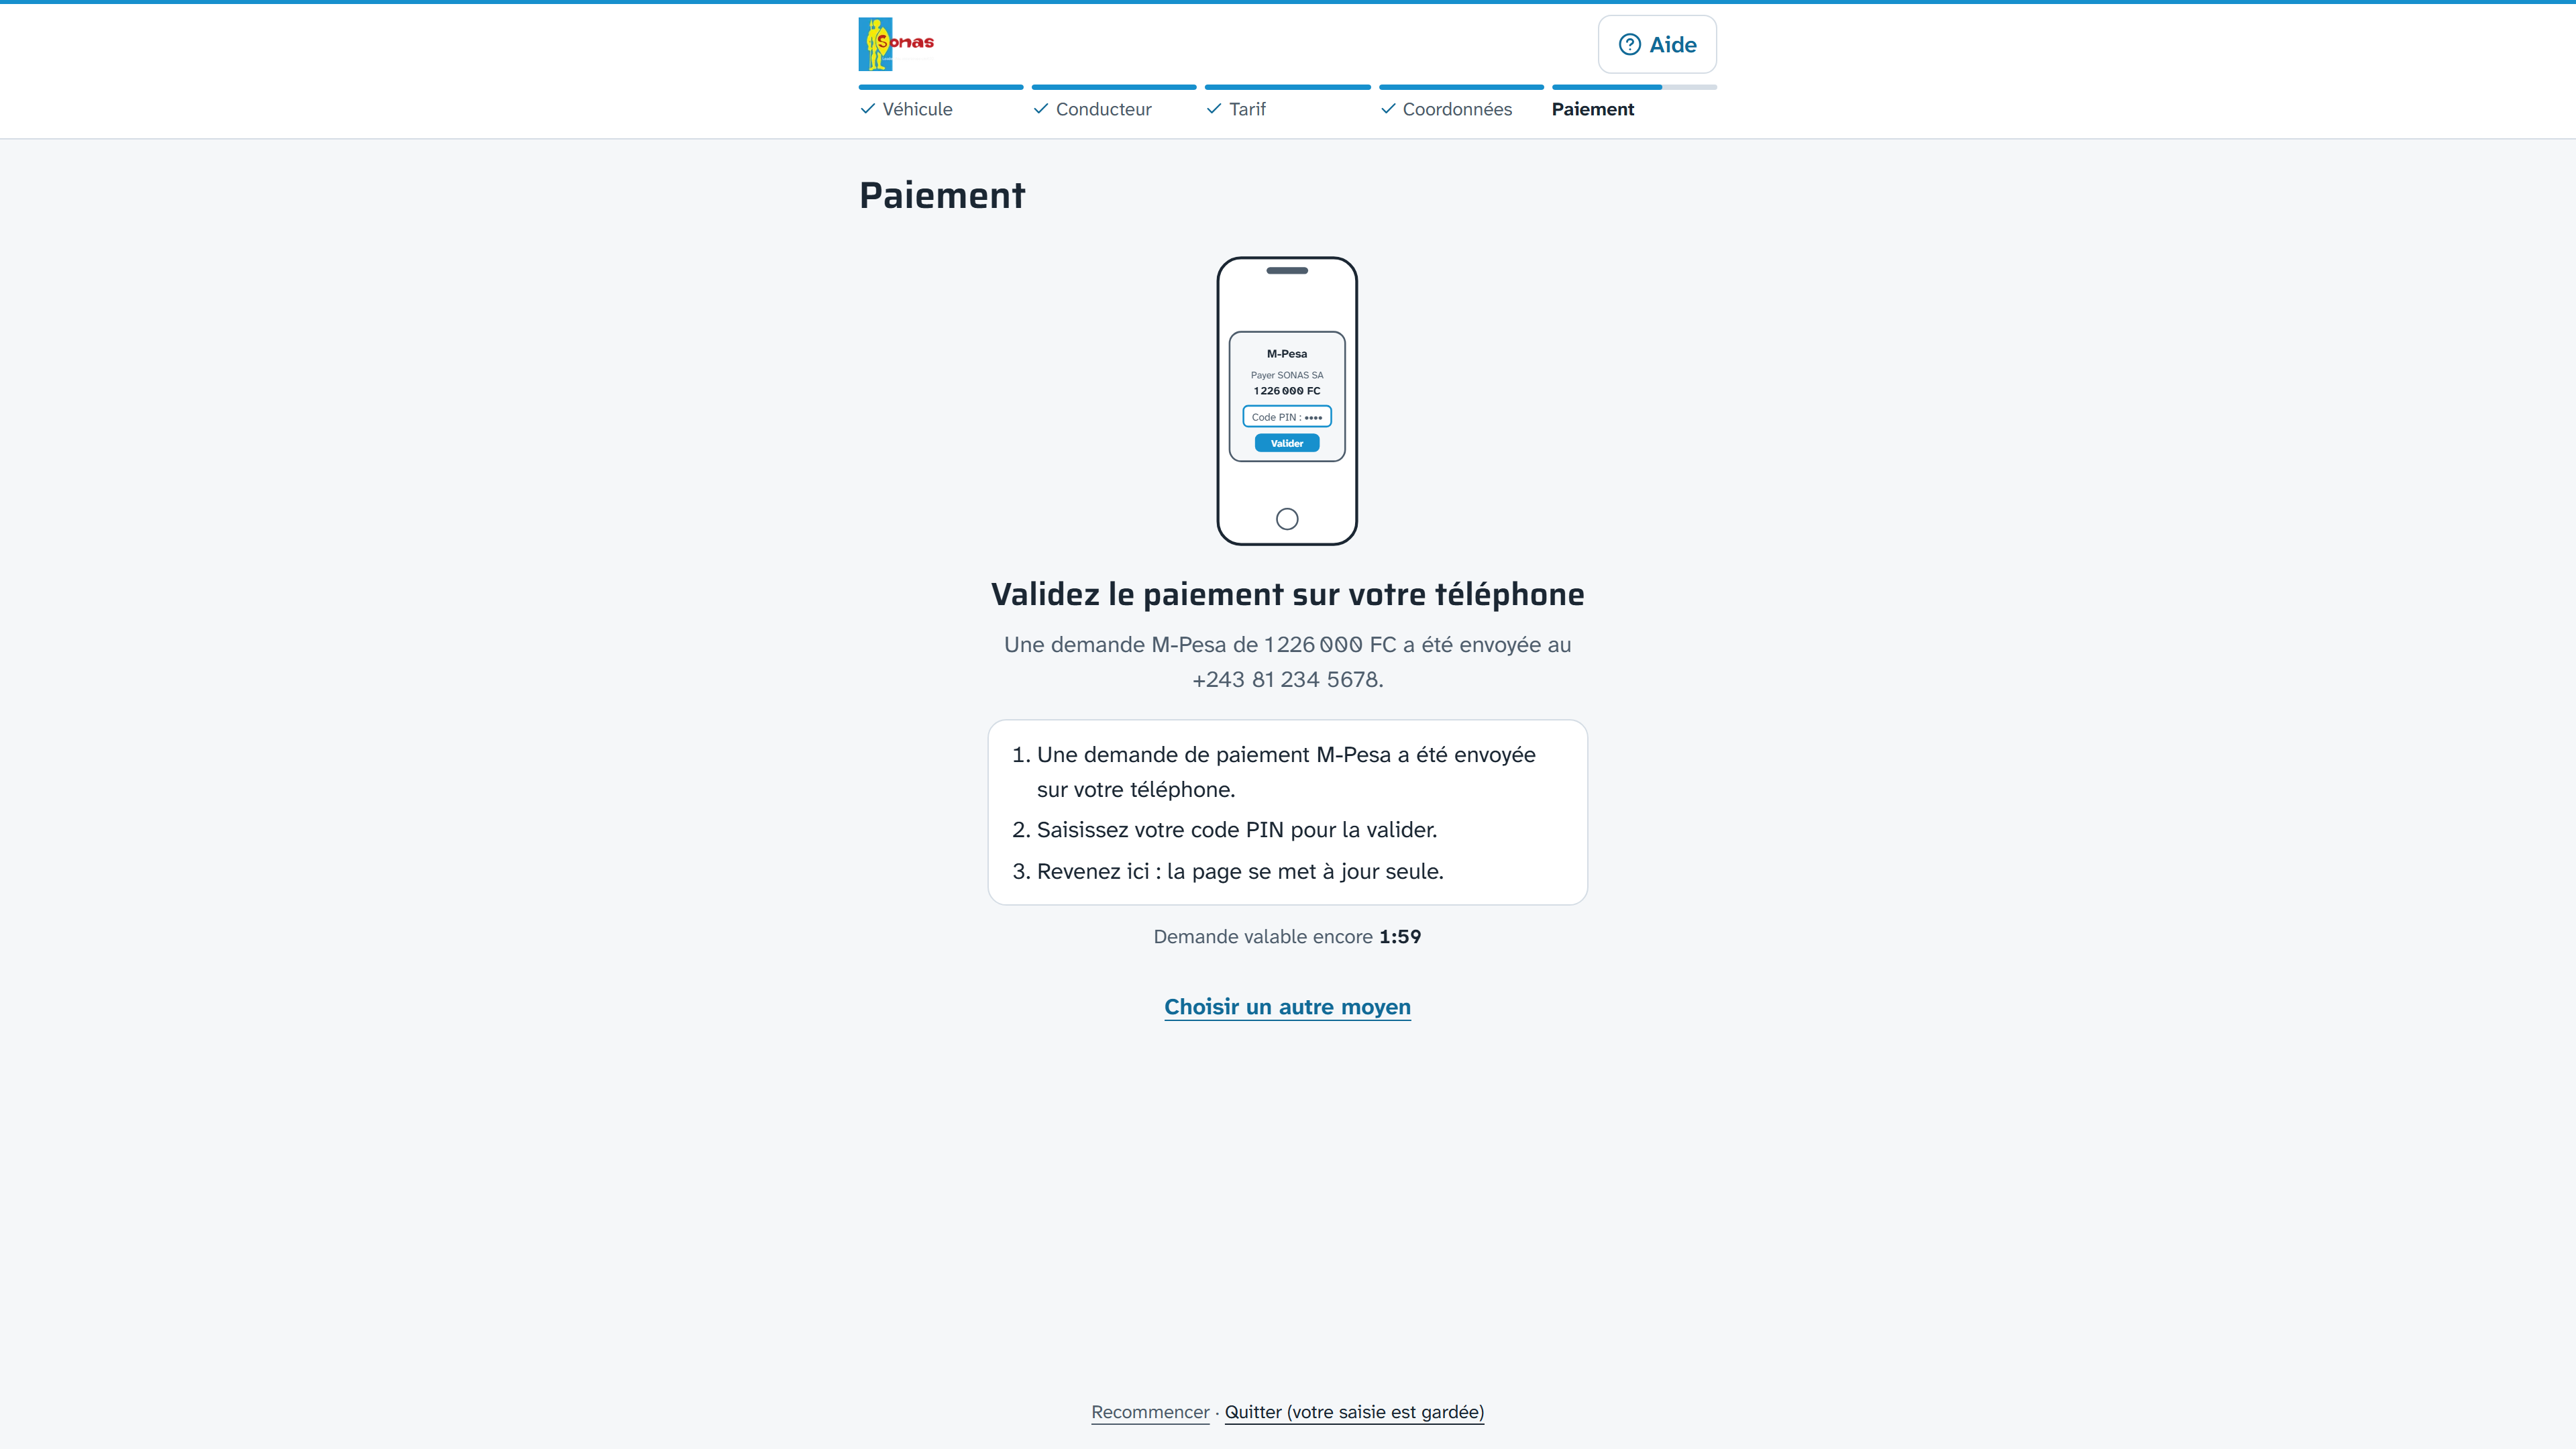 Sonas
Aide
Véhicule
Conducteur
Tarif
Coordonnées
Paiement
Paiement
M-Pesa
Payer SONAS SA
1 226 000 FC
Code PIN : ••••
Valider
Validez le paiement sur votre téléphone
Une demande M-Pesa de 1 226 000 FC a été envoyée au
+243 81 234 5678.
1. Une demande de paiement M-Pesa a été envoyée
sur votre téléphone.
2. Saisissez votre code PIN pour la valider.
3. Revenez ici : la page se met à jour seule.
Demande valable encore 1:59
Choisir un autre moyen
Recommencer · Quitter (votre saisie est gardée)